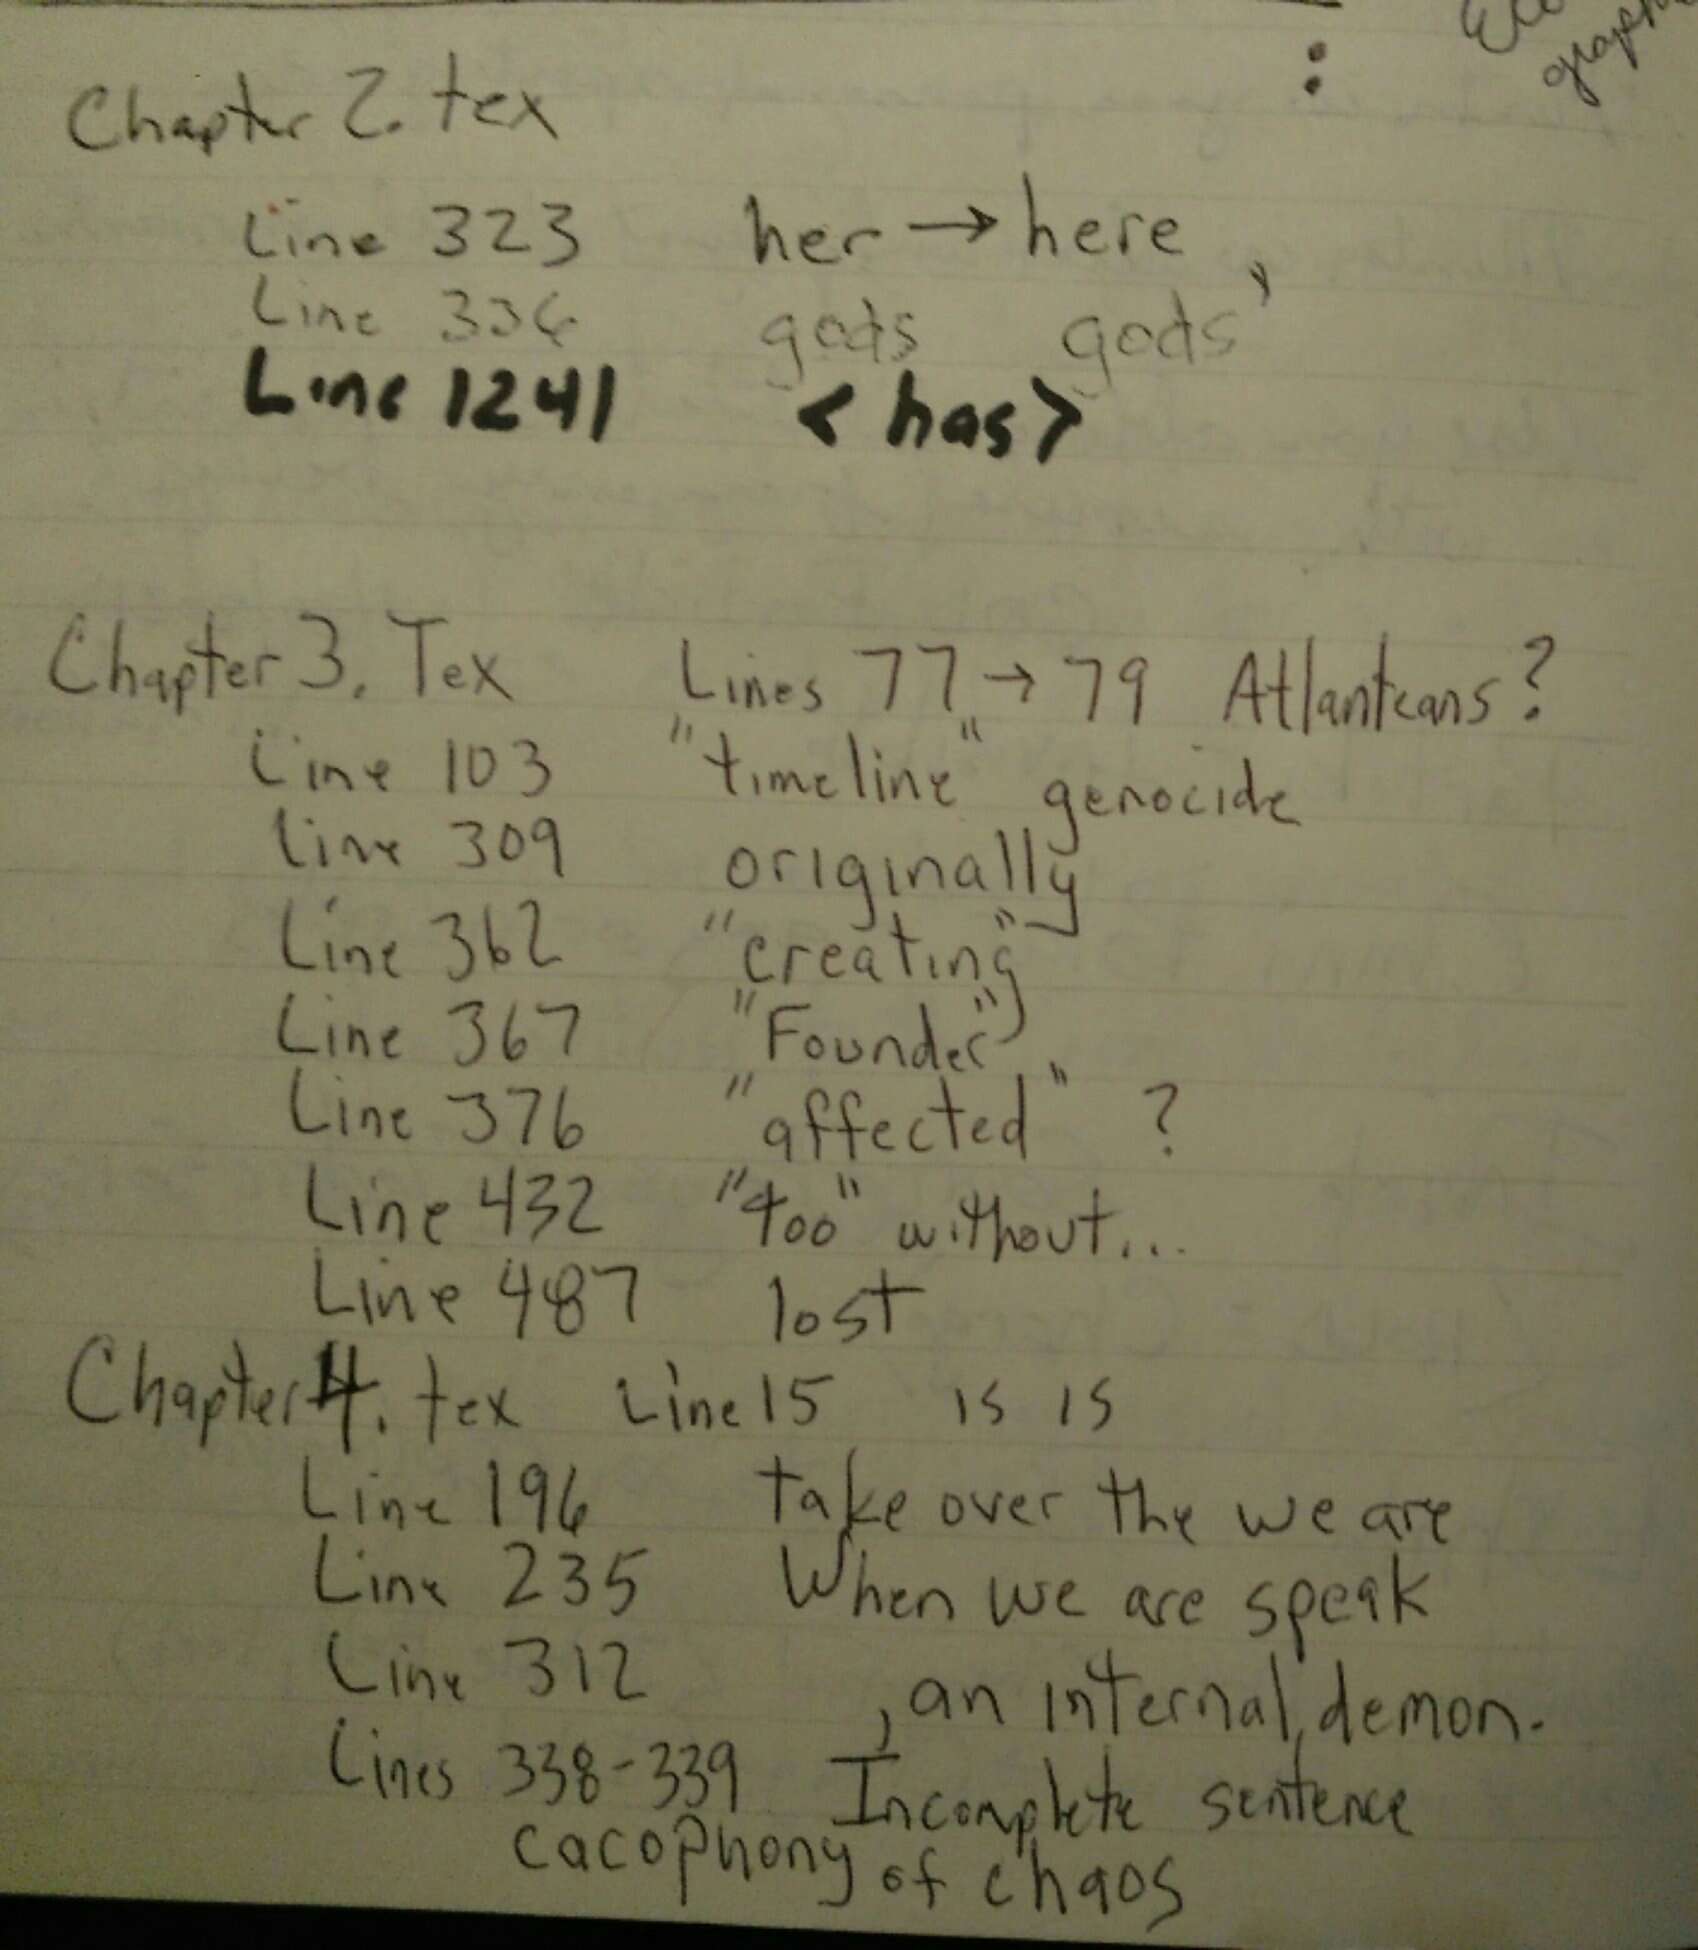 :
Chapter 2. tex
Line 323 her → here
Line 336 gods gods'
Line 1241 < has >
Chapter 3. Tex Lines 77 → 79 Atlanteans?
Line 103 "timeline" genocide
Line 309 originally
Line 362 "creating"
Line 367 "Founder"
Line 376 "affected" ?
Line 432 "too" without...
Line 487 lost
Chapter 4. tex Line 15 is is
Line 196 take over the we are
Line 235 When we are speak
Line 312 , an internal, demon.
Lines 338-339 Incomplete sentence
cacophony of chaos